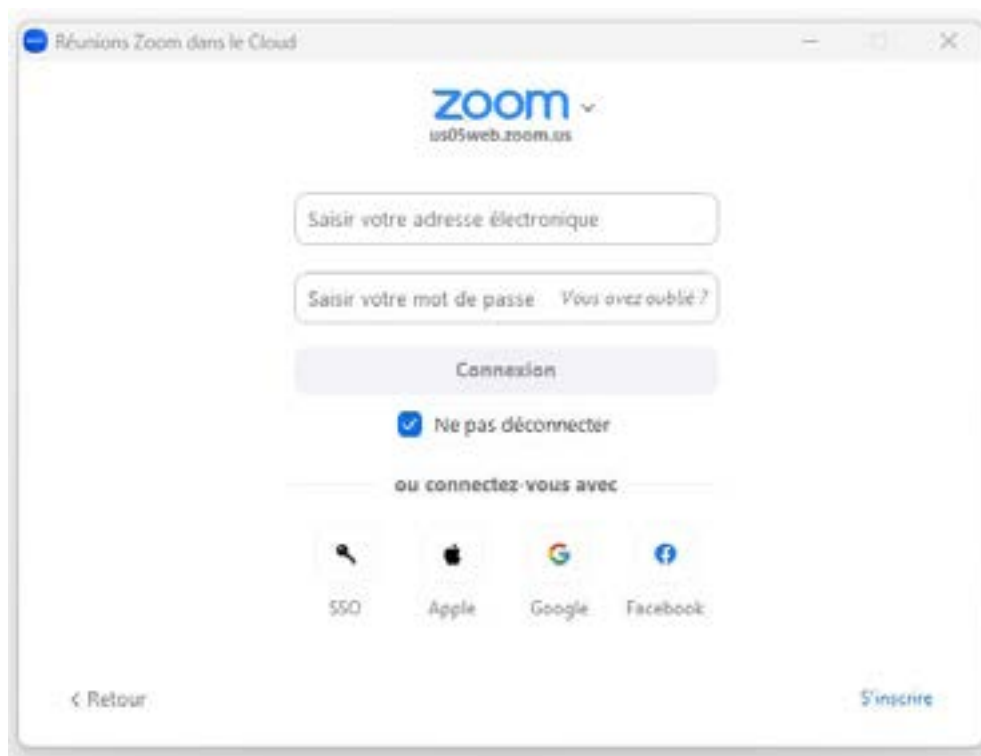 Réunions Zoom dans le Cloud
zoom
us05web.zoom.us
Saisir votre adresse électronique
Saisir votre mot de passe Vous avez oublié ?
Connexion
Ne pas déconnecter
ou connectez-vous avec
SSO Apple Google Facebook
< Retour S'inscrire